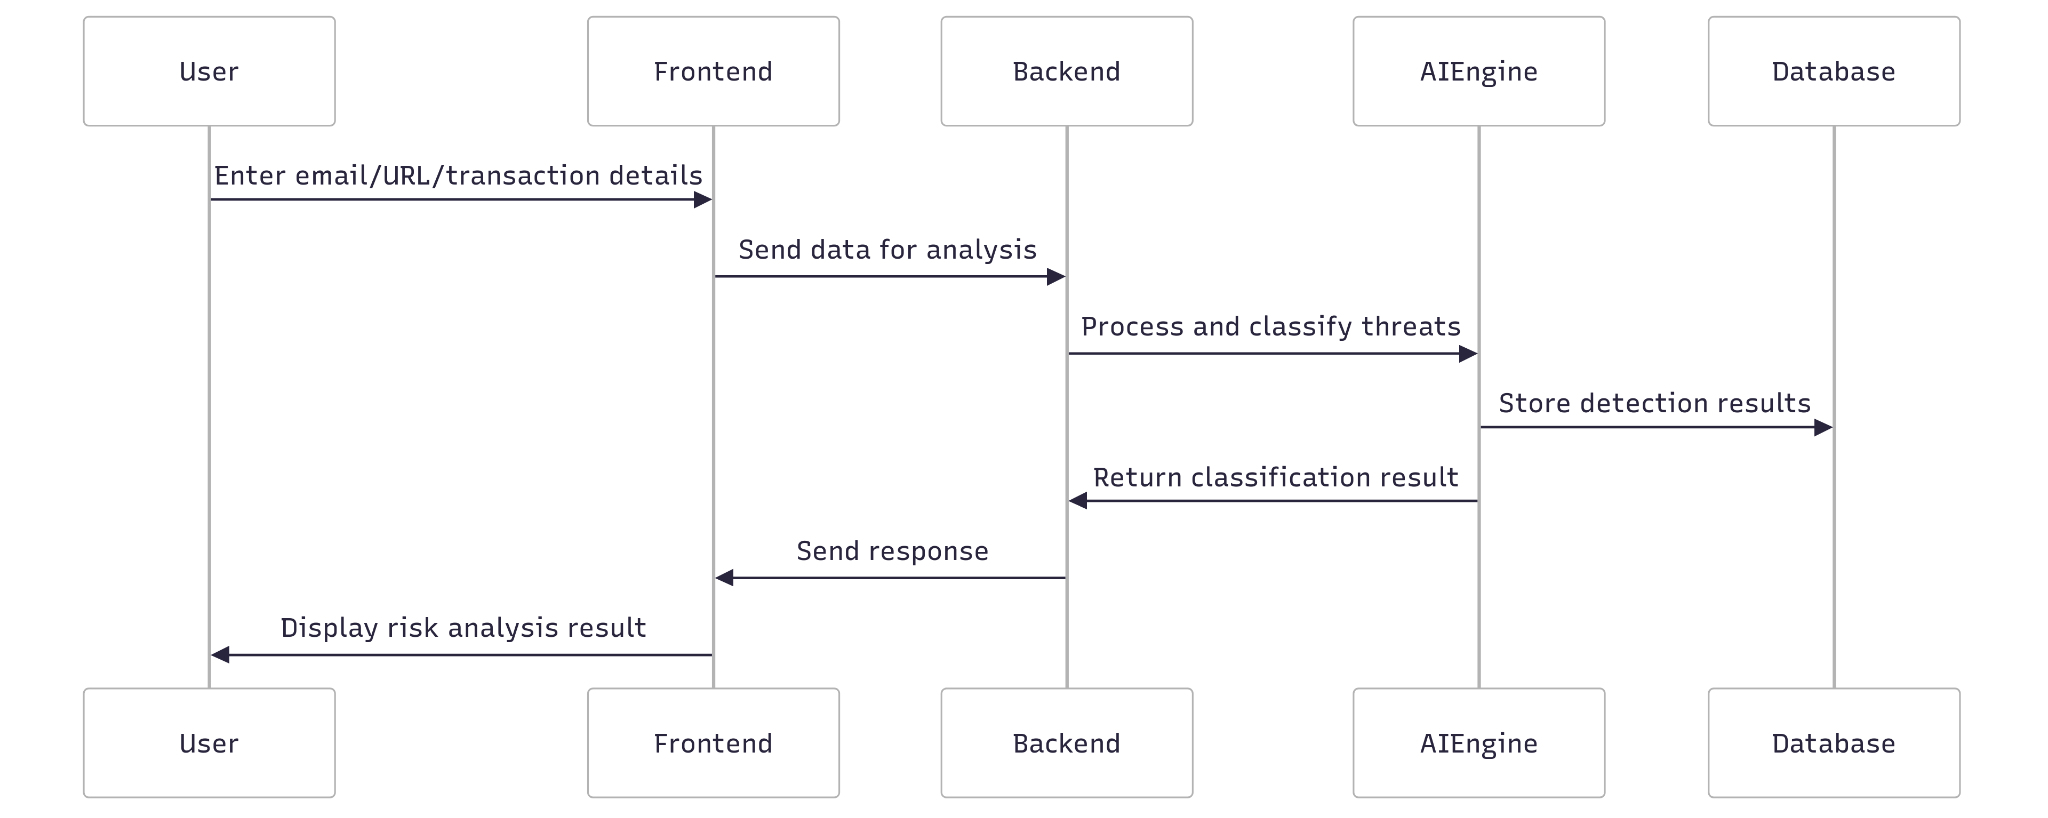 User
Frontend
Backend
AIEngine
Database
Enter email/URL/transaction details
Send data for analysis
Process and classify threats
Store detection results
Return classification result
Send response
Display risk analysis result
User
Frontend
Backend
AIEngine
Database